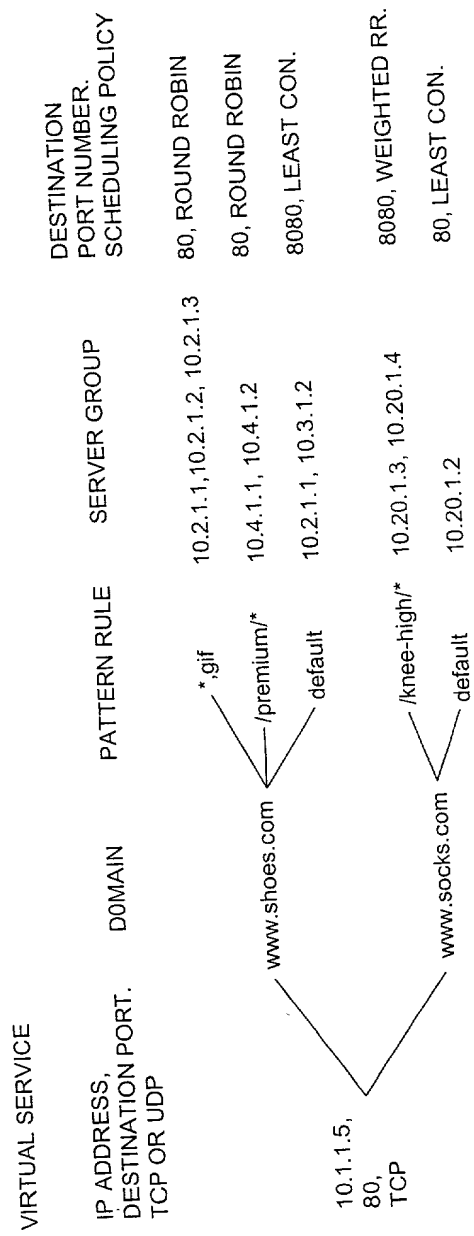 VIRTUAL SERVICE
IP ADDRESS,
DESTINATION PORT.
TCP OR UDP
D0MAIN
PATTERN RULE
SERVER GROUP
DESTINATION
PORT NUMBER.
SCHEDULING POLICY
10.1.1.5,
80,
TCP
www.shoes.com
*,gif
10.2.1.1,10.2.1.2, 10.2.1.3
80, ROUND ROBIN
/premium/*
10.4.1.1, 10.4.1.2
80, ROUND ROBIN
default
10.2.1.1, 10.3.1.2
8080, LEAST CON.
www.socks.com
/knee-high/*
10.20.1.3, 10.20.1.4
8080, WEIGHTED RR.
default
10.20.1.2
80, LEAST CON.